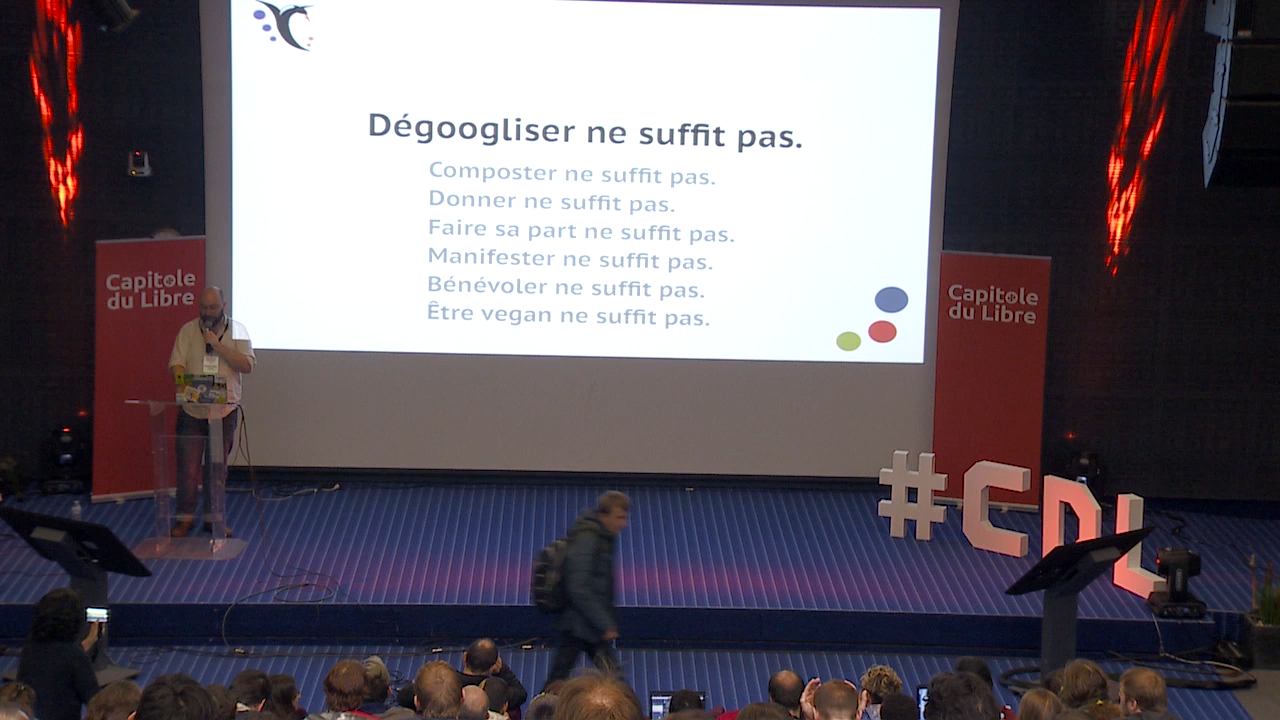 Dégoogliser ne suffit pas.
Composter ne suffit pas.
Donner ne suffit pas.
Faire sa part ne suffit pas.
Manifester ne suffit pas.
Bénévoler ne suffit pas.
Être vegan ne suffit pas.
Capitole
du Libre
Capitole
du Libre
#CDL